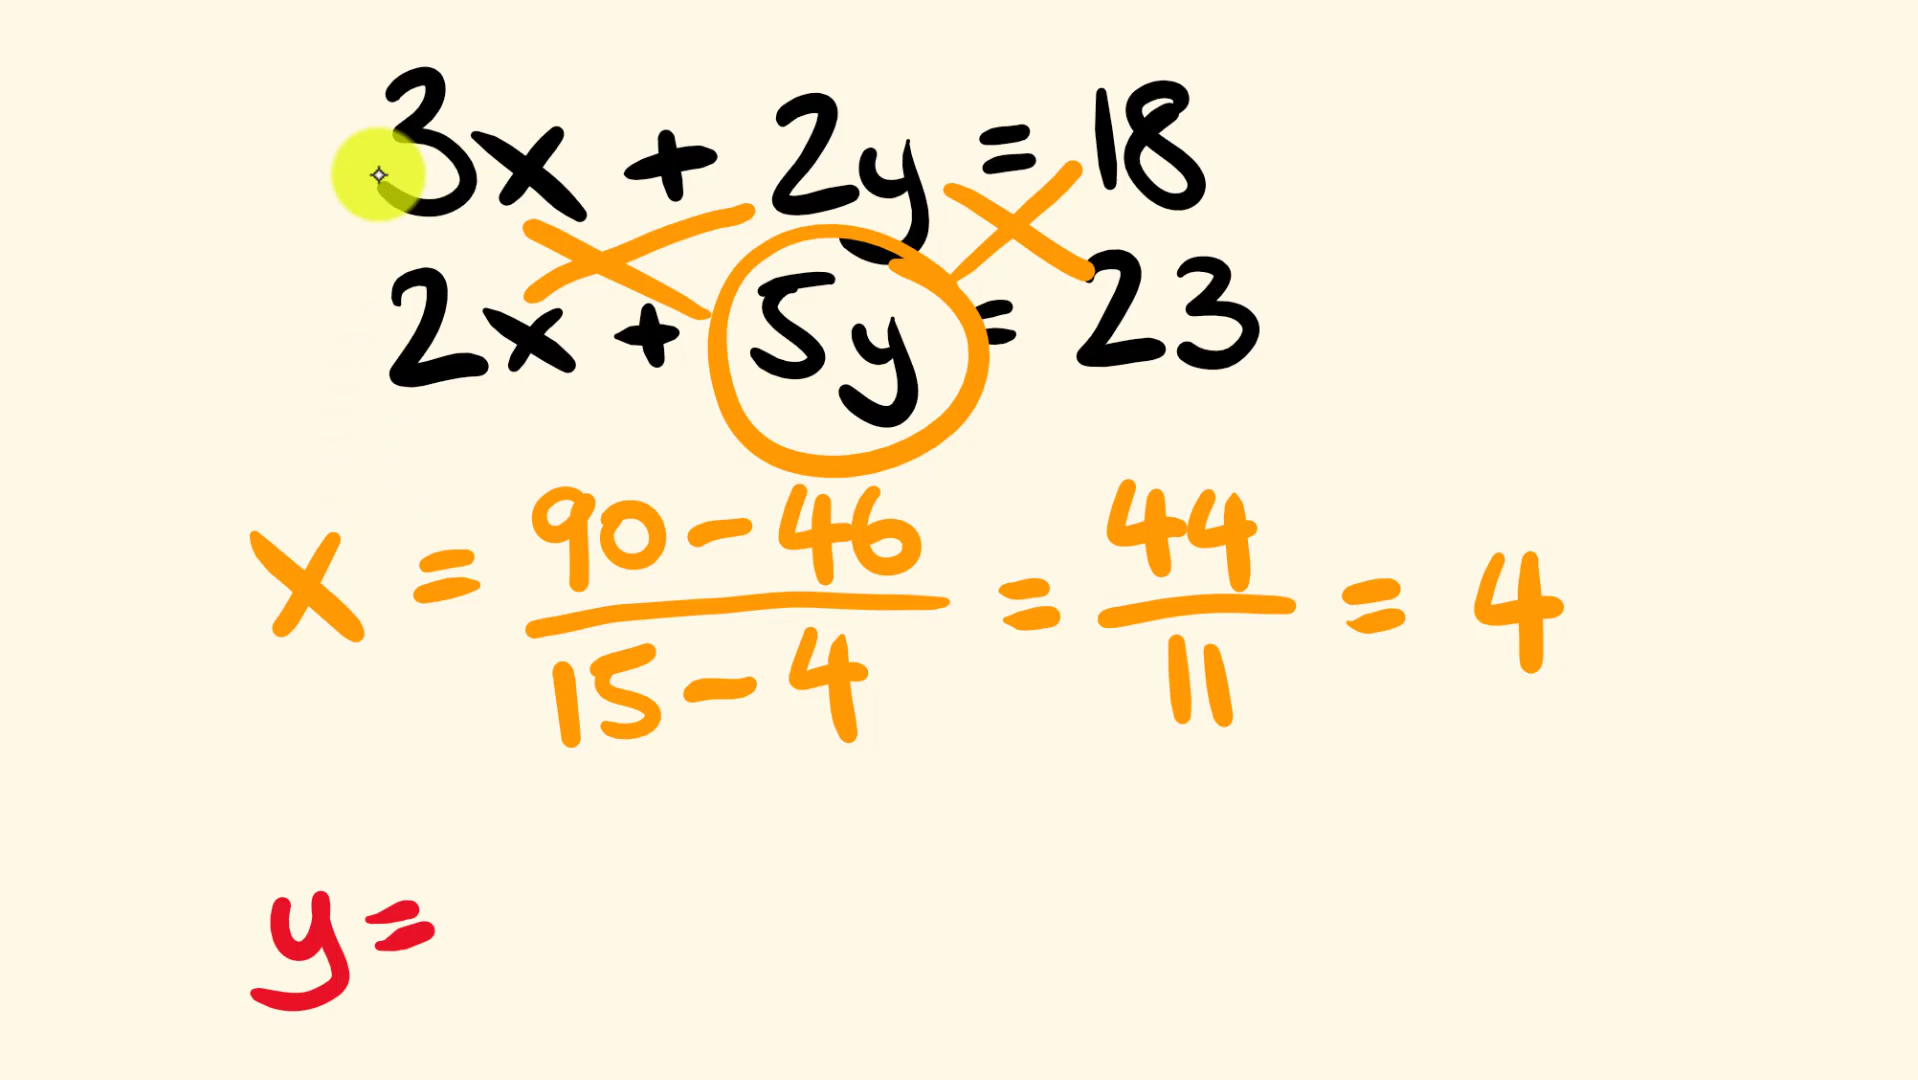 3x + 2y = 18
2x + 5y = 23
x = 90 - 46 / 15 - 4 = 44 / 11 = 4
y =